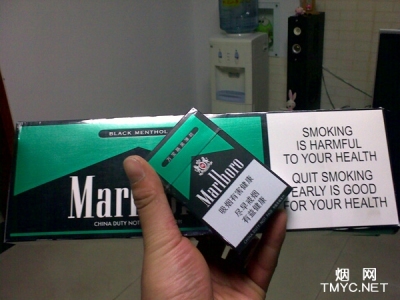 BLACK MENTHOL
Marl
CHINA DUTY NOT
SMOKING
IS HARMFUL
TO YOUR HEALTH
QUIT SMOKING
EARLY IS GOOD
FOR YOUR HEALTH
Marlboro
吸烟有害健康
尽早戒烟
有益健康
烟 网
TMYC.NET